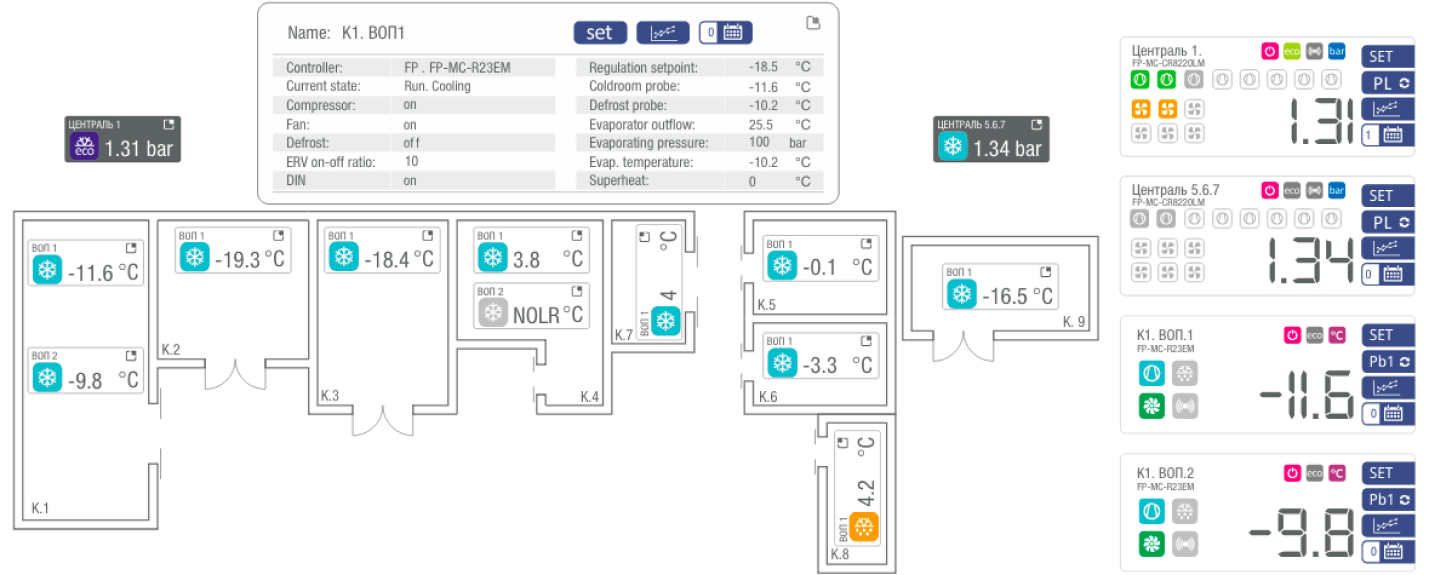 Name: К1. ВОП1
set
0
Controller: FP . FP-MC-R23EM
Current state: Run. Cooling
Compressor: on
Fan: on
Defrost: off
ERV on-off ratio: 10
DIN on
Regulation setpoint: -18.5 °C
Coldroom probe: -11.6 °C
Defrost probe: -10.2 °C
Evaporator outflow: 25.5 °C
Evaporating pressure: 100 bar
Evap. temperature: -10.2 °C
Superheat: 0 °C
ЦЕНТРАЛЬ 1
eco
1.31 bar
ЦЕНТРАЛЬ 5.6.7
1.34 bar
ВОП 1
-11.6 °C
ВОП 2
-9.8 °C
K.1
ВОП 1
-19.3 °C
K.2
ВОП 1
-18.4 °C
K.3
ВОП 1
3.8 °C
ВОП 2
NOLR °C
K.4
ВОП 1
4 °C
K.7
ВОП 1
-0.1 °C
K.5
ВОП 1
-3.3 °C
K.6
ВОП 1
4.2 °C
K.8
ВОП 1
-16.5 °C
K. 9
Централь 1.
FP-MC-CR8220LM
eco
bar
SET
PL
1.31
1
Централь 5.6.7
FP-MC-CR8220LM
eco
bar
SET
PL
1.34
0
К1. ВОП.1
FP-MC-R23EM
eco
°C
SET
Pb1
-11.6
0
К1. ВОП.2
FP-MC-R23EM
eco
°C
SET
Pb1
-9.8
0